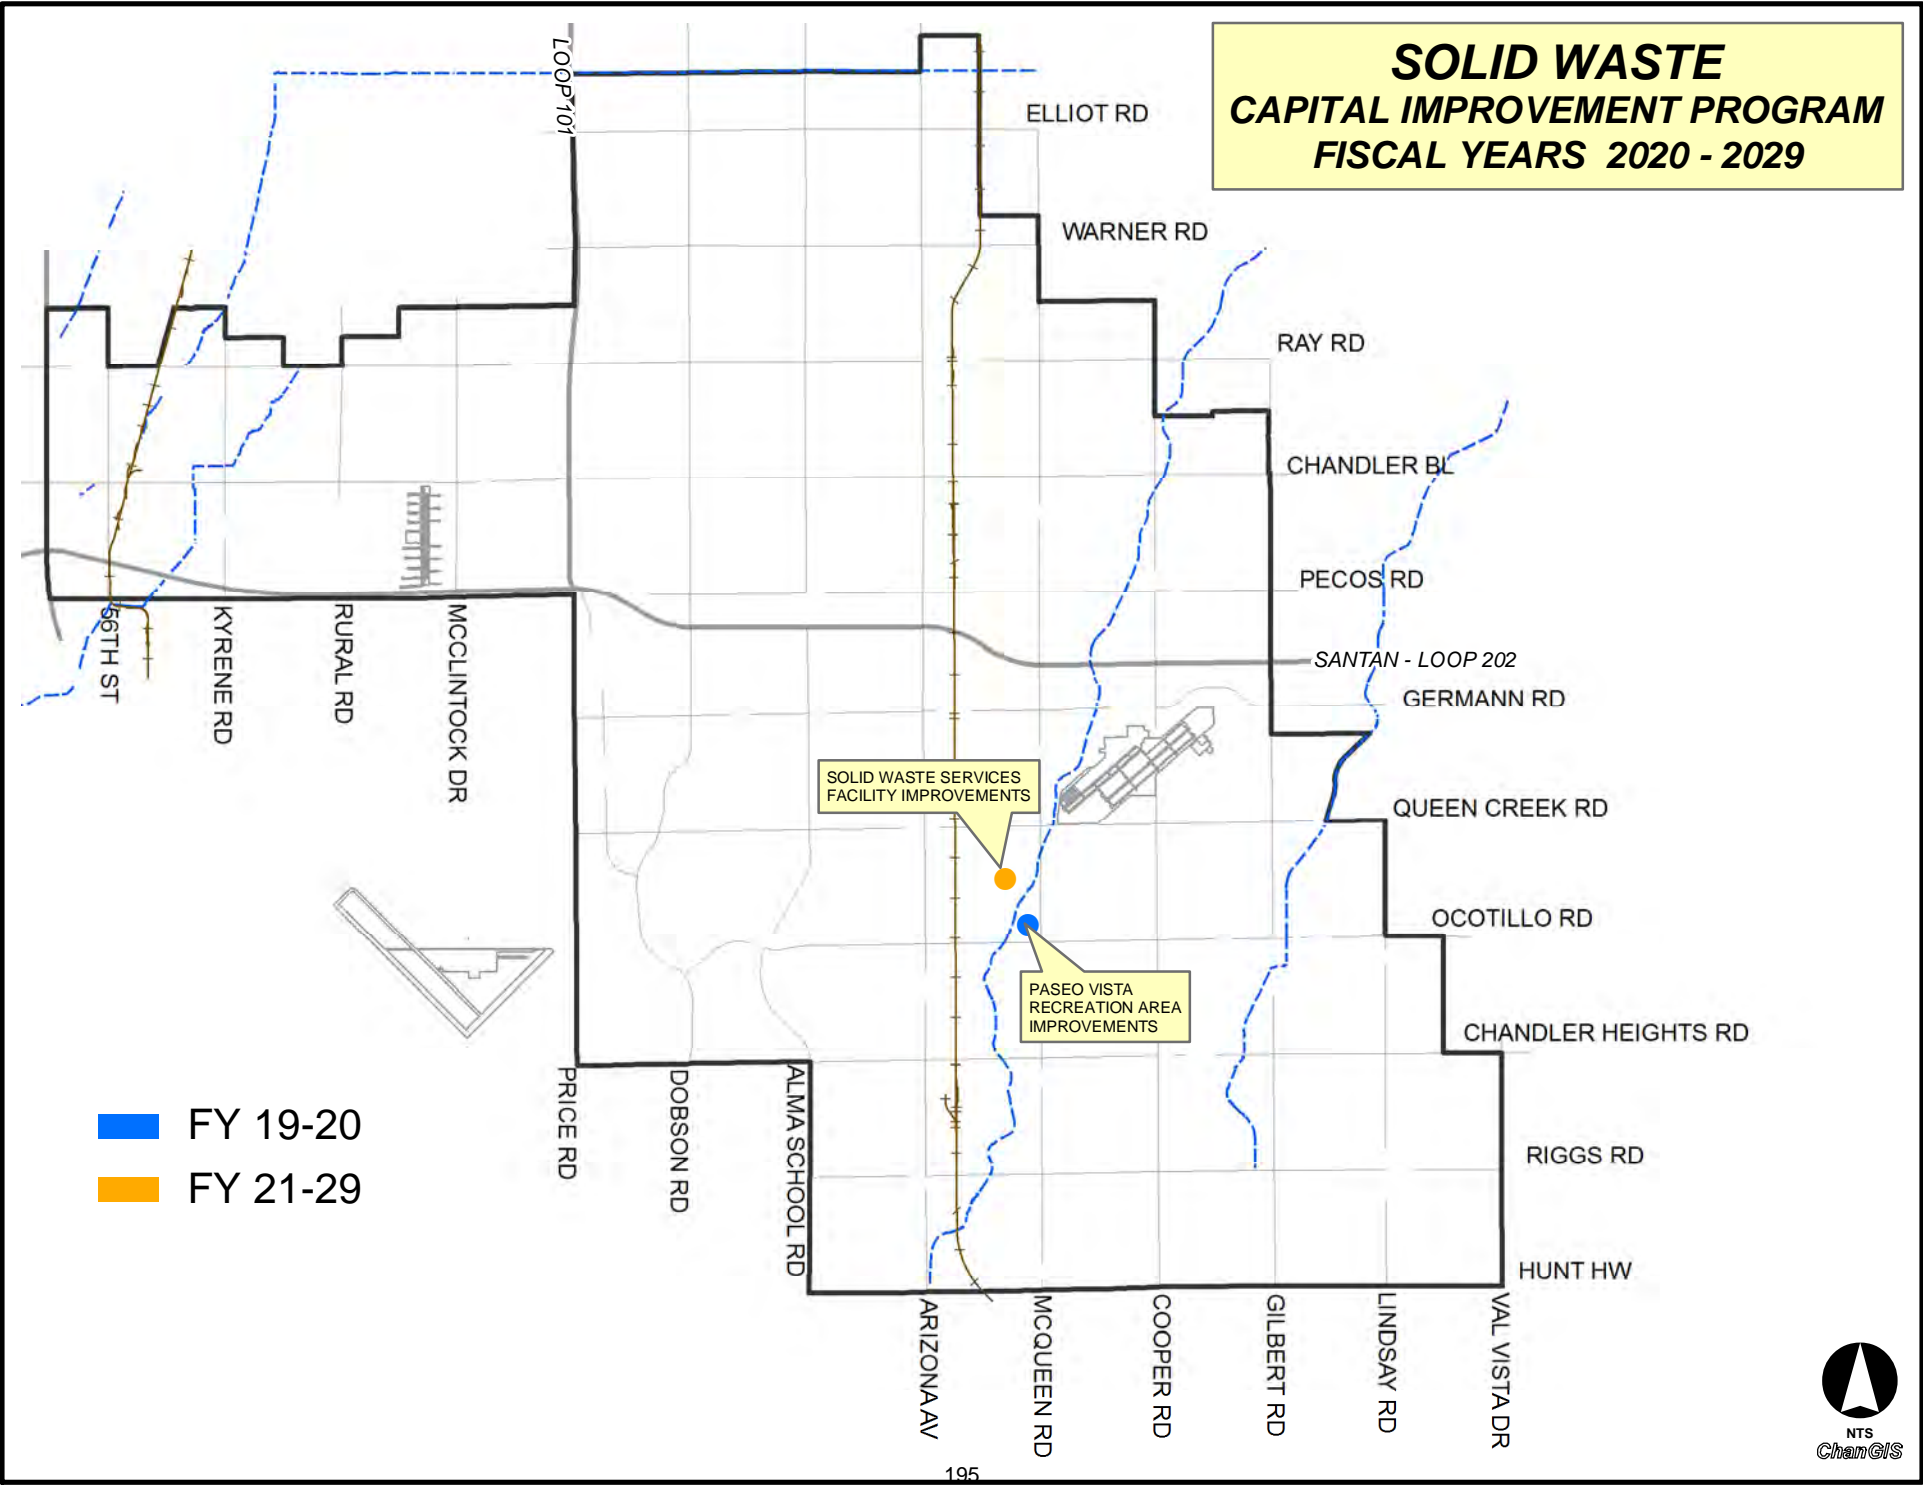 SOLID WASTE
CAPITAL IMPROVEMENT PROGRAM
FISCAL YEARS 2020 - 2029
LOOP 101
ELLIOT RD
WARNER RD
RAY RD
CHANDLER BL
PECOS RD
SANTAN - LOOP 202
GERMANN RD
56TH ST
KYRENE RD
RURAL RD
MCCLINTOCK DR
SOLID WASTE SERVICES
FACILITY IMPROVEMENTS
QUEEN CREEK RD
OCOTILLO RD
PASEO VISTA
RECREATION AREA
IMPROVEMENTS
CHANDLER HEIGHTS RD
PRICE RD
DOBSON RD
ALMA SCHOOL RD
FY 19-20
FY 21-29
RIGGS RD
HUNT HW
ARIZONA AV
MCQUEEN RD
COOPER RD
GILBERT RD
LINDSAY RD
VAL VISTA DR
NTS
ChanGIS
195